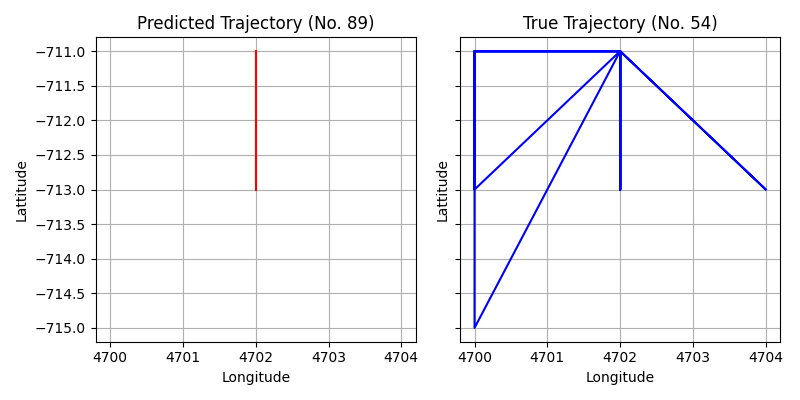 Predicted Trajectory (No. 89)
−711.0
−711.5
−712.0
−712.5
−713.0
−713.5
−714.0
−714.5
−715.0
Lattitude
4700 4701 4702 4703 4704
Longitude
True Trajectory (No. 54)
Lattitude
4700 4701 4702 4703 4704
Longitude